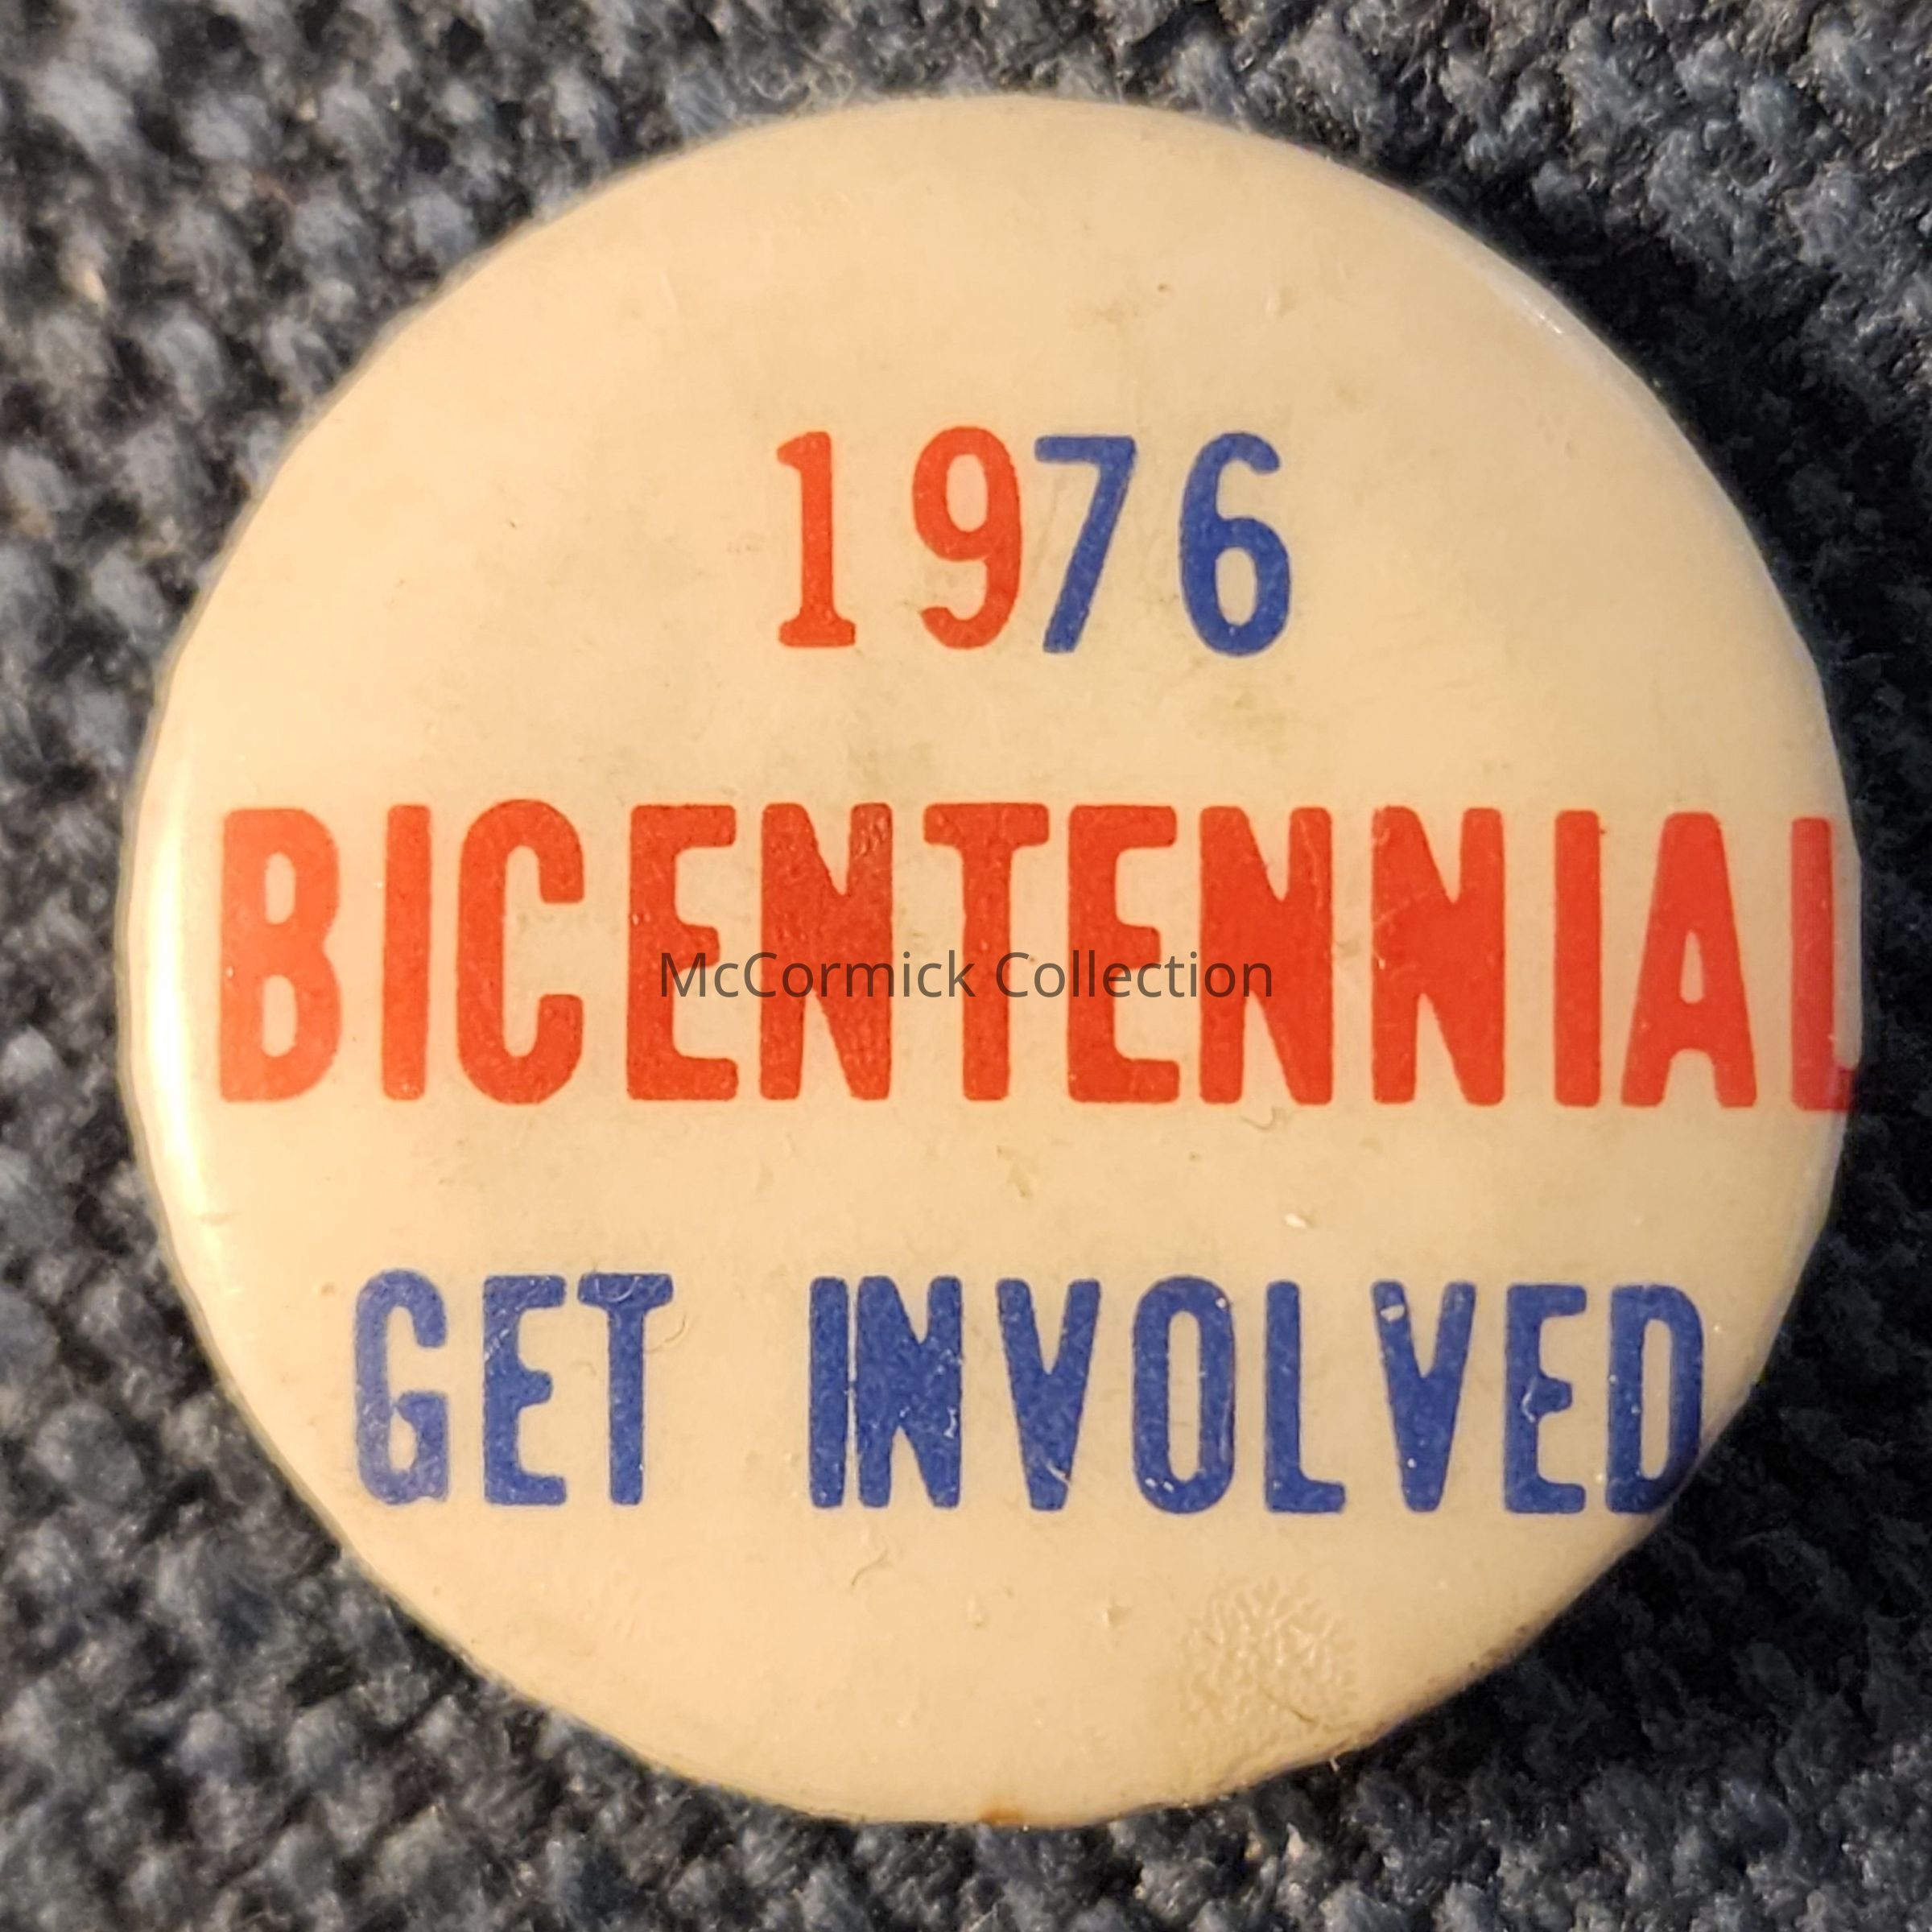 1976
BICENTENNIAL
McCormick Collection
GET INVOLVED